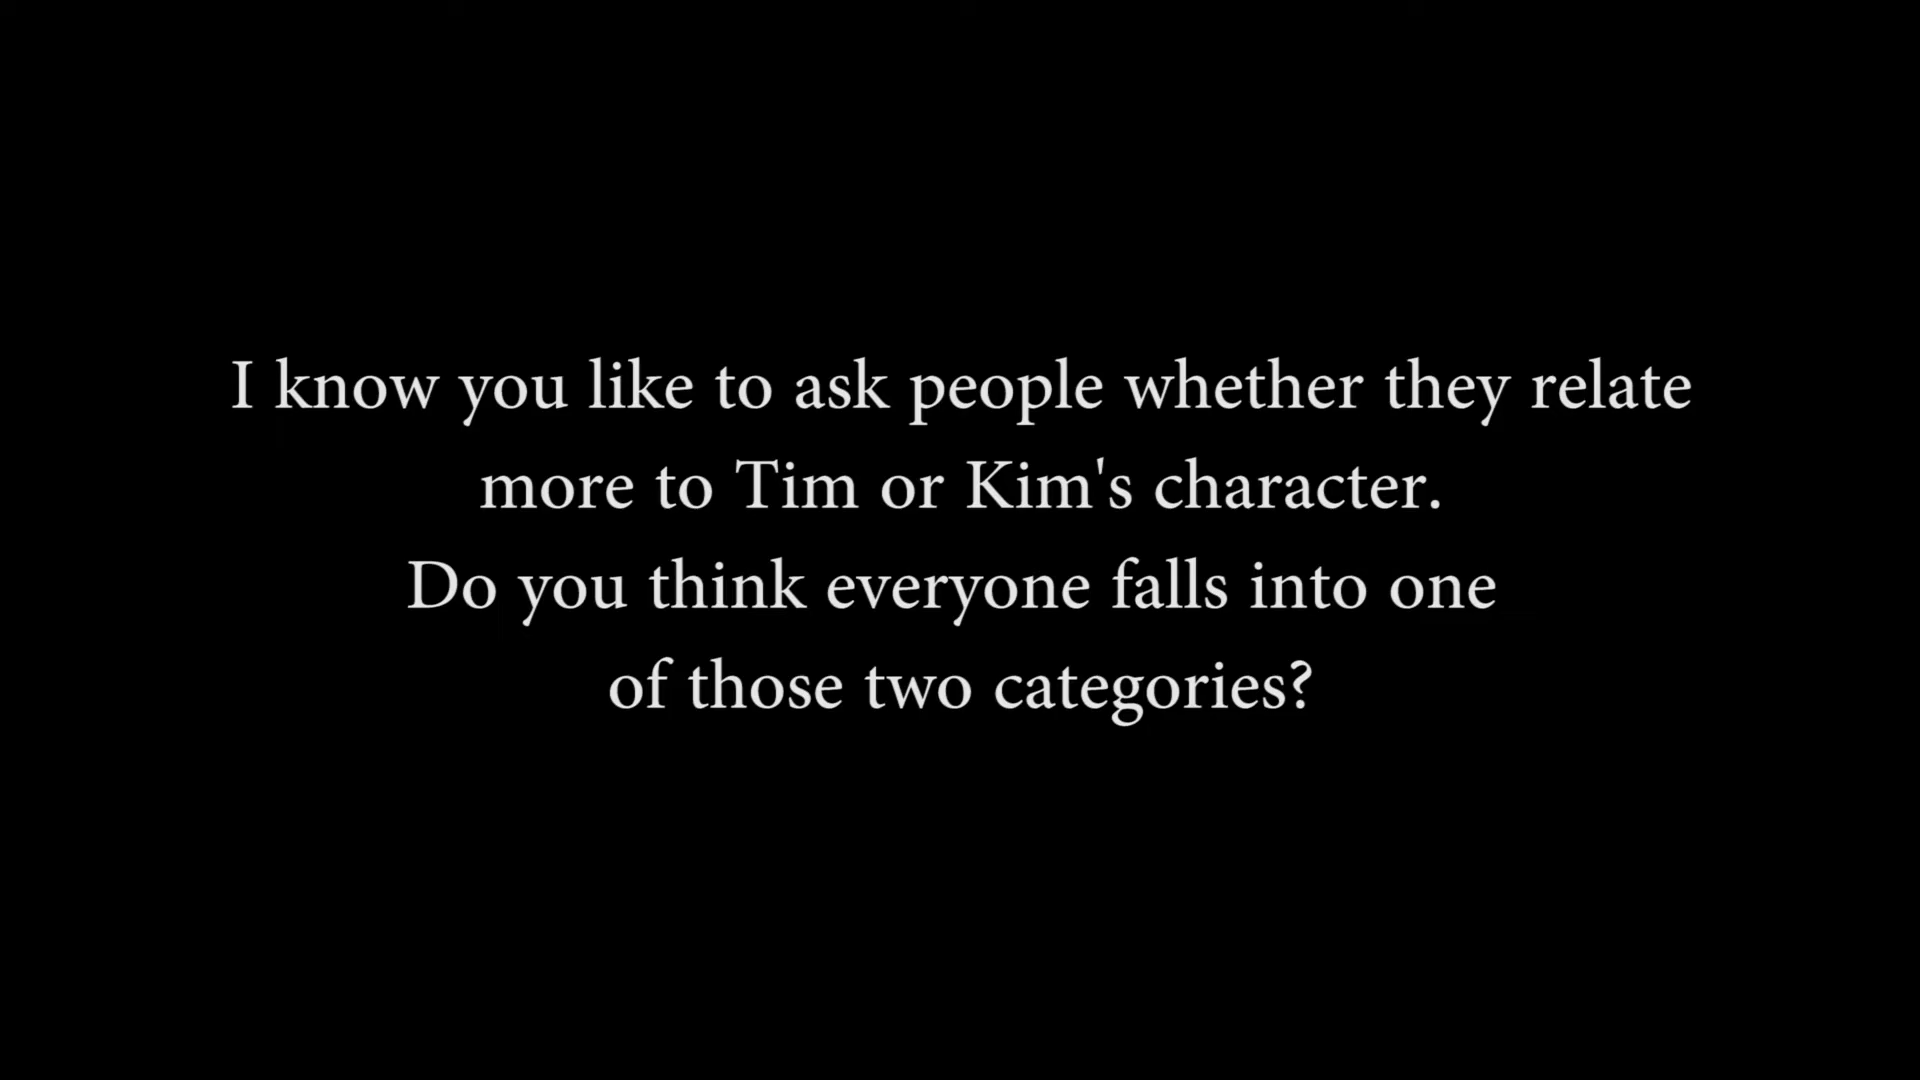 I know you like to ask people whether they relate
more to Tim or Kim's character.
Do you think everyone falls into one
of those two categories?